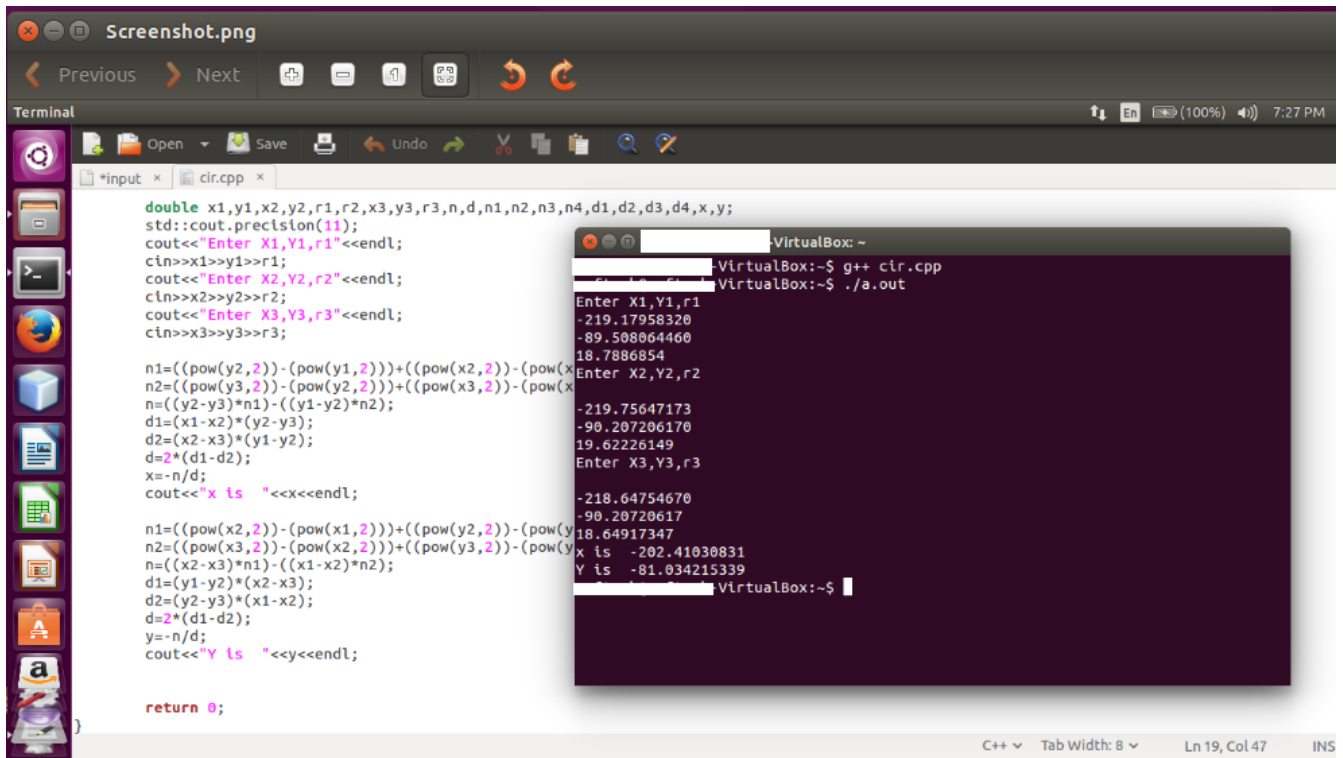 Screenshot.png
Previous Next
Terminal
En (100%) 7:27 PM
Open Save Undo
*input × cir.cpp ×
double x1,y1,x2,y2,r1,r2,x3,y3,r3,n,d,n1,n2,n3,n4,d1,d2,d3,d4,x,y;
std::cout.precision(11);
cout<<"Enter X1,Y1,r1"<<endl;
cin>>x1>>y1>>r1;
cout<<"Enter X2,Y2,r2"<<endl;
cin>>x2>>y2>>r2;
cout<<"Enter X3,Y3,r3"<<endl;
cin>>x3>>y3>>r3;
n1=((pow(y2,2))-(pow(y1,2)))+((pow(x2,2))-(pow(x
n2=((pow(y3,2))-(pow(y2,2)))+((pow(x3,2))-(pow(x
n=((y2-y3)*n1)-((y1-y2)*n2);
d1=(x1-x2)*(y2-y3);
d2=(x2-x3)*(y1-y2);
d=2*(d1-d2);
x=-n/d;
cout<<"x is  "<<x<<endl;
n1=((pow(x2,2))-(pow(x1,2)))+((pow(y2,2))-(pow(y
n2=((pow(x3,2))-(pow(x2,2)))+((pow(y3,2))-(pow(y
n=((x2-x3)*n1)-((x1-x2)*n2);
d1=(y1-y2)*(x2-x3);
d2=(y2-y3)*(x1-x2);
d=2*(d1-d2);
y=-n/d;
cout<<"Y is  "<<y<<endl;
return 0;
}
-VirtualBox: ~
-VirtualBox:~$ g++ cir.cpp
-VirtualBox:~$ ./a.out
Enter X1,Y1,r1
-219.17958320
-89.508064460
18.7886854
Enter X2,Y2,r2
-219.75647173
-90.207206170
19.62226149
Enter X3,Y3,r3
-218.64754670
-90.20720617
18.64917347
x is  -202.41030831
Y is  -81.034215339
-VirtualBox:~$
C++ Tab Width: 8 Ln 19, Col 47 INS